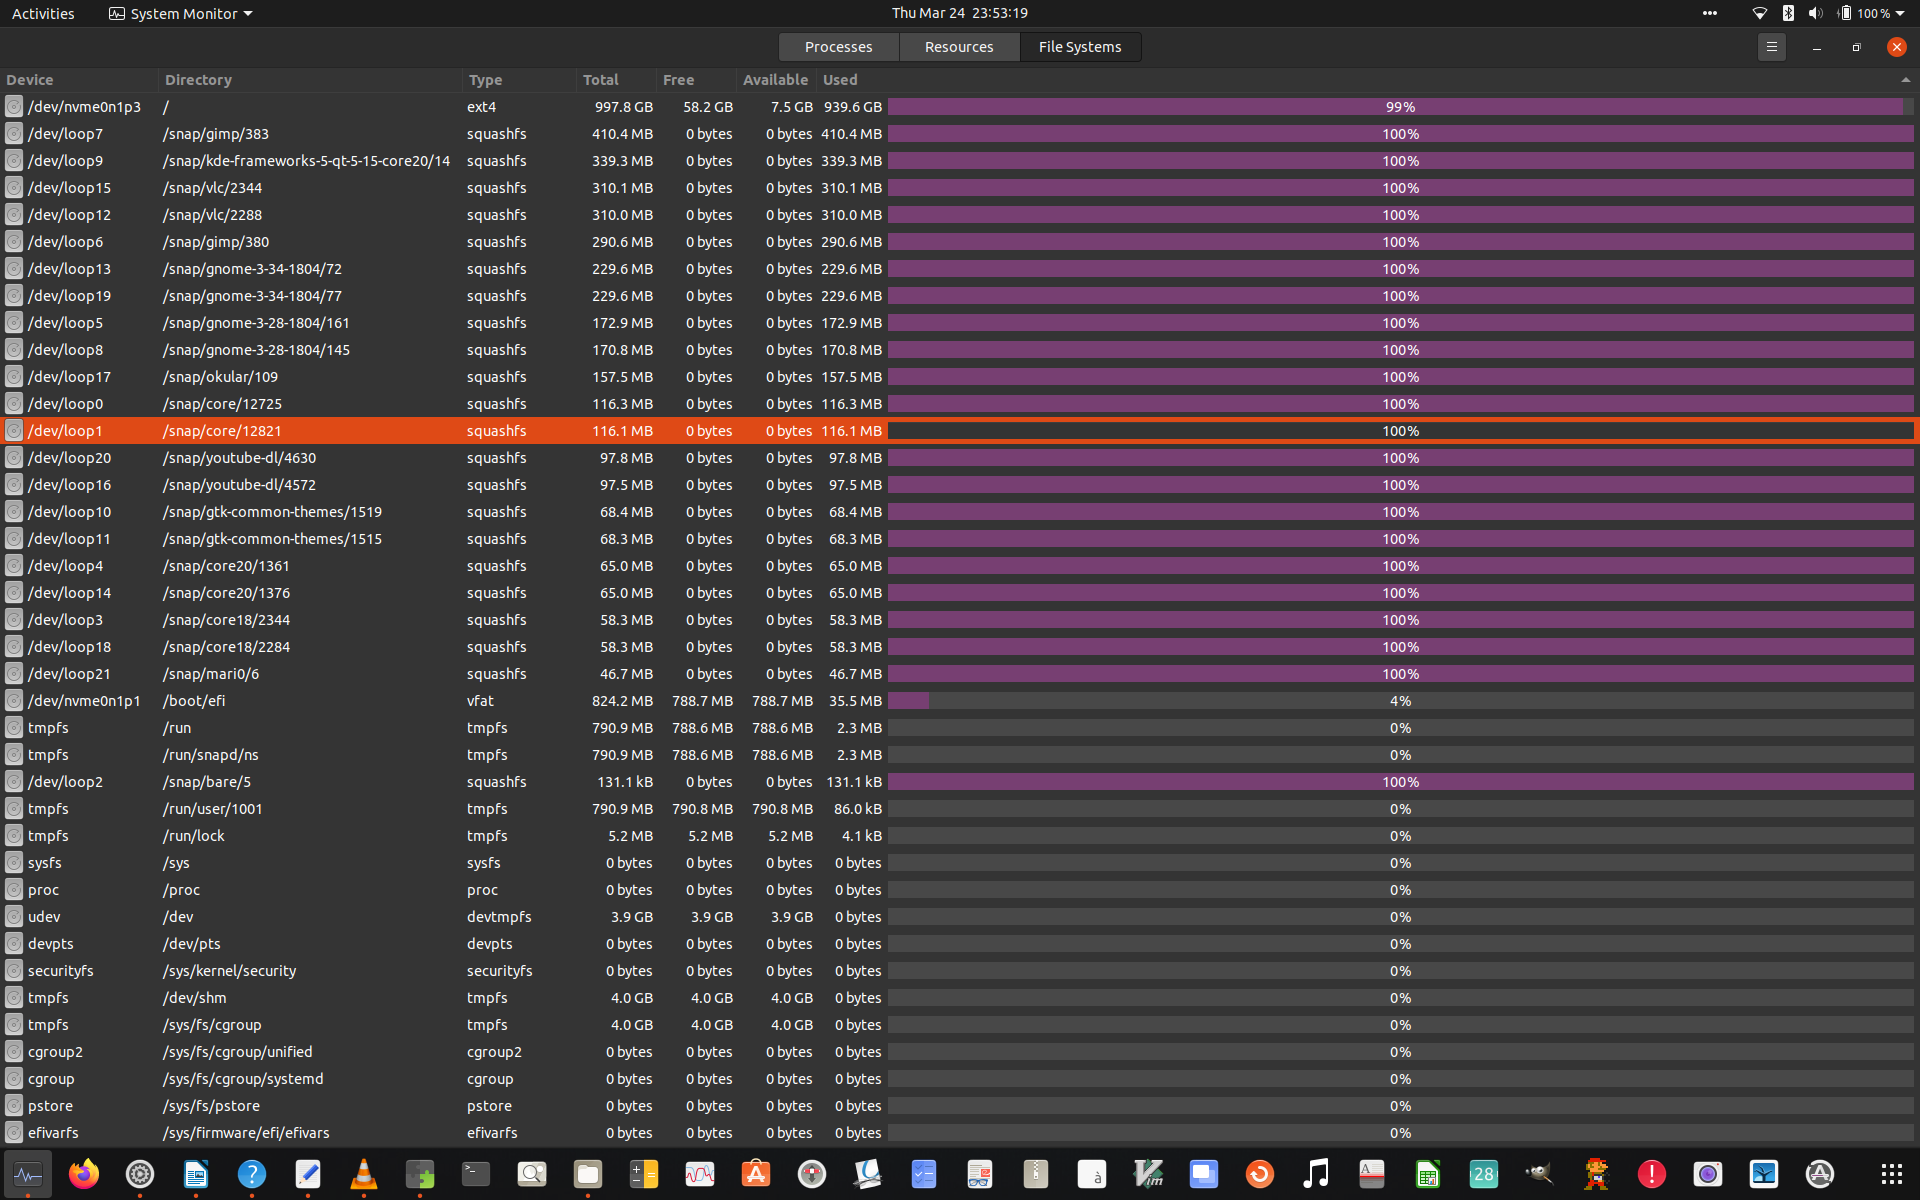 Activities System Monitor Thu Mar 24 23:53:19 100 %
Processes Resources File Systems
Device Directory Type Total Free Available Used
/dev/nvme0n1p3 / ext4 997.8 GB 58.2 GB 7.5 GB 939.6 GB 99%
/dev/loop7 /snap/gimp/383 squashfs 410.4 MB 0 bytes 0 bytes 410.4 MB 100%
/dev/loop9 /snap/kde-frameworks-5-qt-5-15-core20/14 squashfs 339.3 MB 0 bytes 0 bytes 339.3 MB 100%
/dev/loop15 /snap/vlc/2344 squashfs 310.1 MB 0 bytes 0 bytes 310.1 MB 100%
/dev/loop12 /snap/vlc/2288 squashfs 310.0 MB 0 bytes 0 bytes 310.0 MB 100%
/dev/loop6 /snap/gimp/380 squashfs 290.6 MB 0 bytes 0 bytes 290.6 MB 100%
/dev/loop13 /snap/gnome-3-34-1804/72 squashfs 229.6 MB 0 bytes 0 bytes 229.6 MB 100%
/dev/loop19 /snap/gnome-3-34-1804/77 squashfs 229.6 MB 0 bytes 0 bytes 229.6 MB 100%
/dev/loop5 /snap/gnome-3-28-1804/161 squashfs 172.9 MB 0 bytes 0 bytes 172.9 MB 100%
/dev/loop8 /snap/gnome-3-28-1804/145 squashfs 170.8 MB 0 bytes 0 bytes 170.8 MB 100%
/dev/loop17 /snap/okular/109 squashfs 157.5 MB 0 bytes 0 bytes 157.5 MB 100%
/dev/loop0 /snap/core/12725 squashfs 116.3 MB 0 bytes 0 bytes 116.3 MB 100%
/dev/loop1 /snap/core/12821 squashfs 116.1 MB 0 bytes 0 bytes 116.1 MB 100%
/dev/loop20 /snap/youtube-dl/4630 squashfs 97.8 MB 0 bytes 0 bytes 97.8 MB 100%
/dev/loop16 /snap/youtube-dl/4572 squashfs 97.5 MB 0 bytes 0 bytes 97.5 MB 100%
/dev/loop10 /snap/gtk-common-themes/1519 squashfs 68.4 MB 0 bytes 0 bytes 68.4 MB 100%
/dev/loop11 /snap/gtk-common-themes/1515 squashfs 68.3 MB 0 bytes 0 bytes 68.3 MB 100%
/dev/loop4 /snap/core20/1361 squashfs 65.0 MB 0 bytes 0 bytes 65.0 MB 100%
/dev/loop14 /snap/core20/1376 squashfs 65.0 MB 0 bytes 0 bytes 65.0 MB 100%
/dev/loop3 /snap/core18/2344 squashfs 58.3 MB 0 bytes 0 bytes 58.3 MB 100%
/dev/loop18 /snap/core18/2284 squashfs 58.3 MB 0 bytes 0 bytes 58.3 MB 100%
/dev/loop21 /snap/mari0/6 squashfs 46.7 MB 0 bytes 0 bytes 46.7 MB 100%
/dev/nvme0n1p1 /boot/efi vfat 824.2 MB 788.7 MB 788.7 MB 35.5 MB 4%
tmpfs /run tmpfs 790.9 MB 788.6 MB 788.6 MB 2.3 MB 0%
tmpfs /run/snapd/ns tmpfs 790.9 MB 788.6 MB 788.6 MB 2.3 MB 0%
/dev/loop2 /snap/bare/5 squashfs 131.1 kB 0 bytes 0 bytes 131.1 kB 100%
tmpfs /run/user/1001 tmpfs 790.9 MB 790.8 MB 790.8 MB 86.0 kB 0%
tmpfs /run/lock tmpfs 5.2 MB 5.2 MB 5.2 MB 4.1 kB 0%
sysfs /sys sysfs 0 bytes 0 bytes 0 bytes 0 bytes 0%
proc /proc proc 0 bytes 0 bytes 0 bytes 0 bytes 0%
udev /dev devtmpfs 3.9 GB 3.9 GB 3.9 GB 0 bytes 0%
devpts /dev/pts devpts 0 bytes 0 bytes 0 bytes 0 bytes 0%
securityfs /sys/kernel/security securityfs 0 bytes 0 bytes 0 bytes 0 bytes 0%
tmpfs /dev/shm tmpfs 4.0 GB 4.0 GB 4.0 GB 0 bytes 0%
tmpfs /sys/fs/cgroup tmpfs 4.0 GB 4.0 GB 4.0 GB 0 bytes 0%
cgroup2 /sys/fs/cgroup/unified cgroup2 0 bytes 0 bytes 0 bytes 0 bytes 0%
cgroup /sys/fs/cgroup/systemd cgroup 0 bytes 0 bytes 0 bytes 0 bytes 0%
pstore /sys/fs/pstore pstore 0 bytes 0 bytes 0 bytes 0 bytes 0%
efivarfs /sys/firmware/efi/efivars efivarfs 0 bytes 0 bytes 0 bytes 0 bytes 0%
? >_ à Vim A 28 !